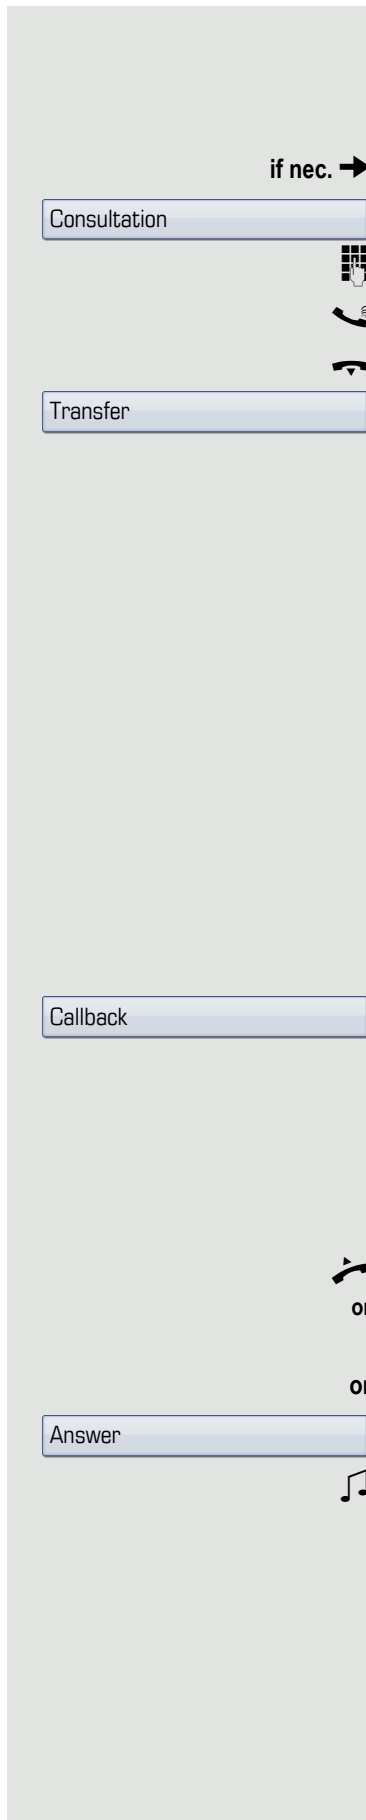 if nec.
Consultation
Transfer
Callback
or
or
Answer